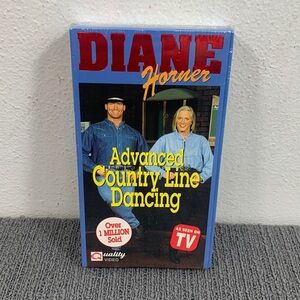 DIANE
Horner
Advanced
Country Line
Dancing
Over
1 MILLION
Sold
AS SEEN ON
TV
Quality
VIDEO